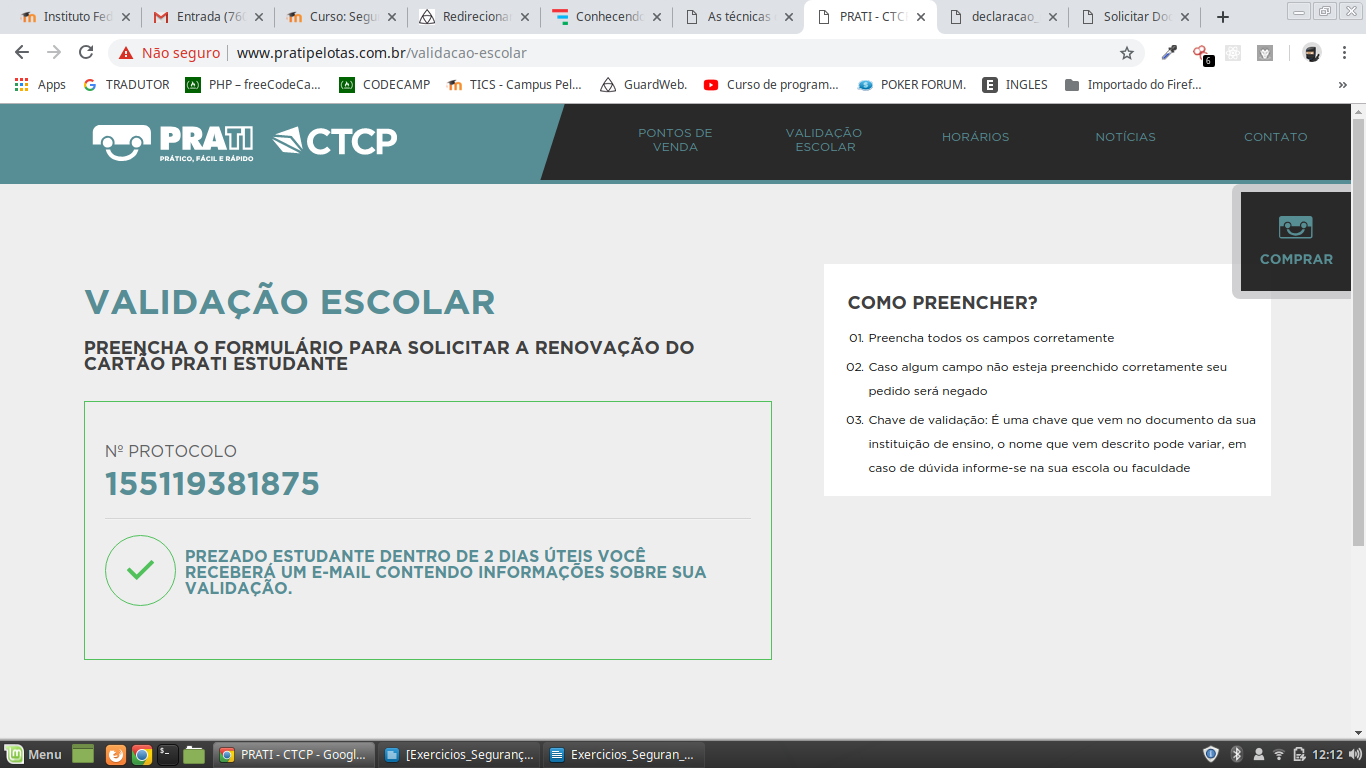 Instituto Fed
Entrada (760
Curso: Segu
Redirecionar
Conhecendo
As técnicas
PRATI - CTCP
declaracao_
Solicitar Doc
Não seguro
www.pratipelotas.com.br/validacao-escolar
6
Apps
TRADUTOR
PHP – freeCodeCa...
CODECAMP
TICS - Campus Pel...
GuardWeb.
Curso de program...
POKER FORUM.
INGLES
Importado do Firef...
PRATI
PRÁTICO, FÁCIL E RÁPIDO
CTCP
PONTOS DE
VENDA
VALIDAÇÃO
ESCOLAR
HORÁRIOS
NOTÍCIAS
CONTATO
COMPRAR
VALIDAÇÃO ESCOLAR
PREENCHA O FORMULÁRIO PARA SOLICITAR A RENOVAÇÃO DO
CARTÃO PRATI ESTUDANTE
Nº PROTOCOLO
155119381875
PREZADO ESTUDANTE DENTRO DE 2 DIAS ÚTEIS VOCÊ
RECEBERÁ UM E-MAIL CONTENDO INFORMAÇÕES SOBRE SUA
VALIDAÇÃO.
COMO PREENCHER?
01. Preencha todos os campos corretamente
02. Caso algum campo não esteja preenchido corretamente seu
pedido será negado
03. Chave de validação: É uma chave que vem no documento da sua
instituição de ensino, o nome que vem descrito pode variar, em
caso de dúvida informe-se na sua escola ou faculdade
Menu
PRATI - CTCP - Googl...
[Exercicios_Seguranç...
Exercicios_Seguran_...
12:12